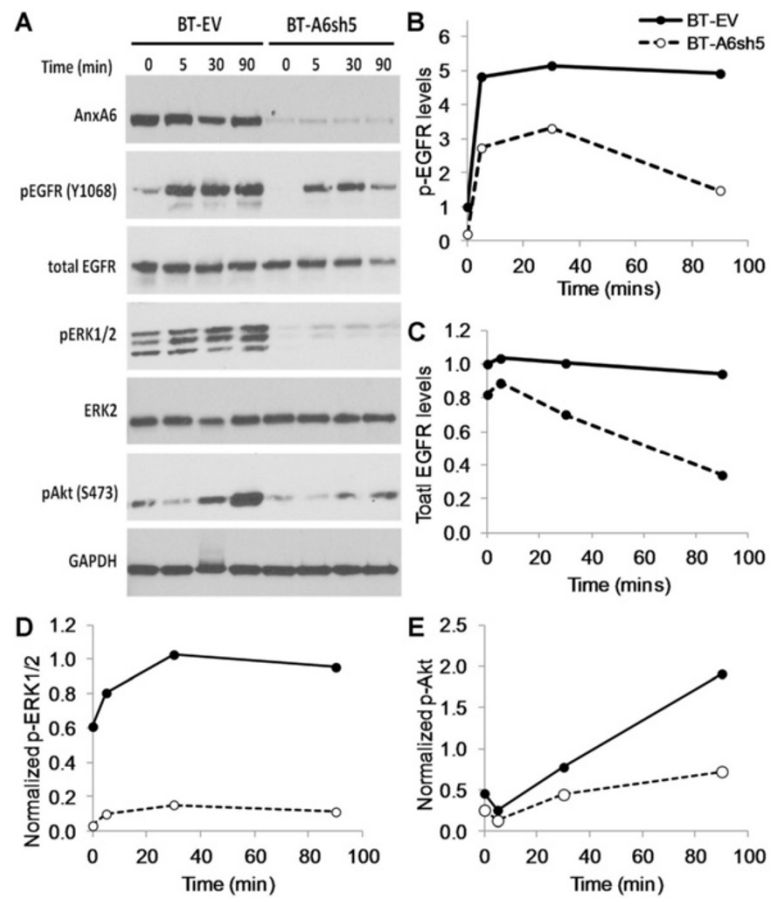 A
BT-EV BT-A6sh5
Time (min) 0 5 30 90 0 5 30 90
AnxA6
pEGFR (Y1068)
total EGFR
pERK1/2
ERK2
pAkt (S473)
GAPDH
B
BT-EV
BT-A6sh5
p-EGFR levels
6
5
4
3
2
1
0
0 20 40 60 80 100
Time (mins)
C
Toatl EGFR levels
1.2
1.0
0.8
0.6
0.4
0.2
0.0
0 20 40 60 80 100
Time (mins)
D
Normalized p-ERK1/2
1.2
1.0
0.8
0.6
0.4
0.2
0.0
0 20 40 60 80 100
Time (min)
E
Normalized p-Akt
2.5
2.0
1.5
1.0
0.5
0.0
0 20 40 60 80 100
Time (min)